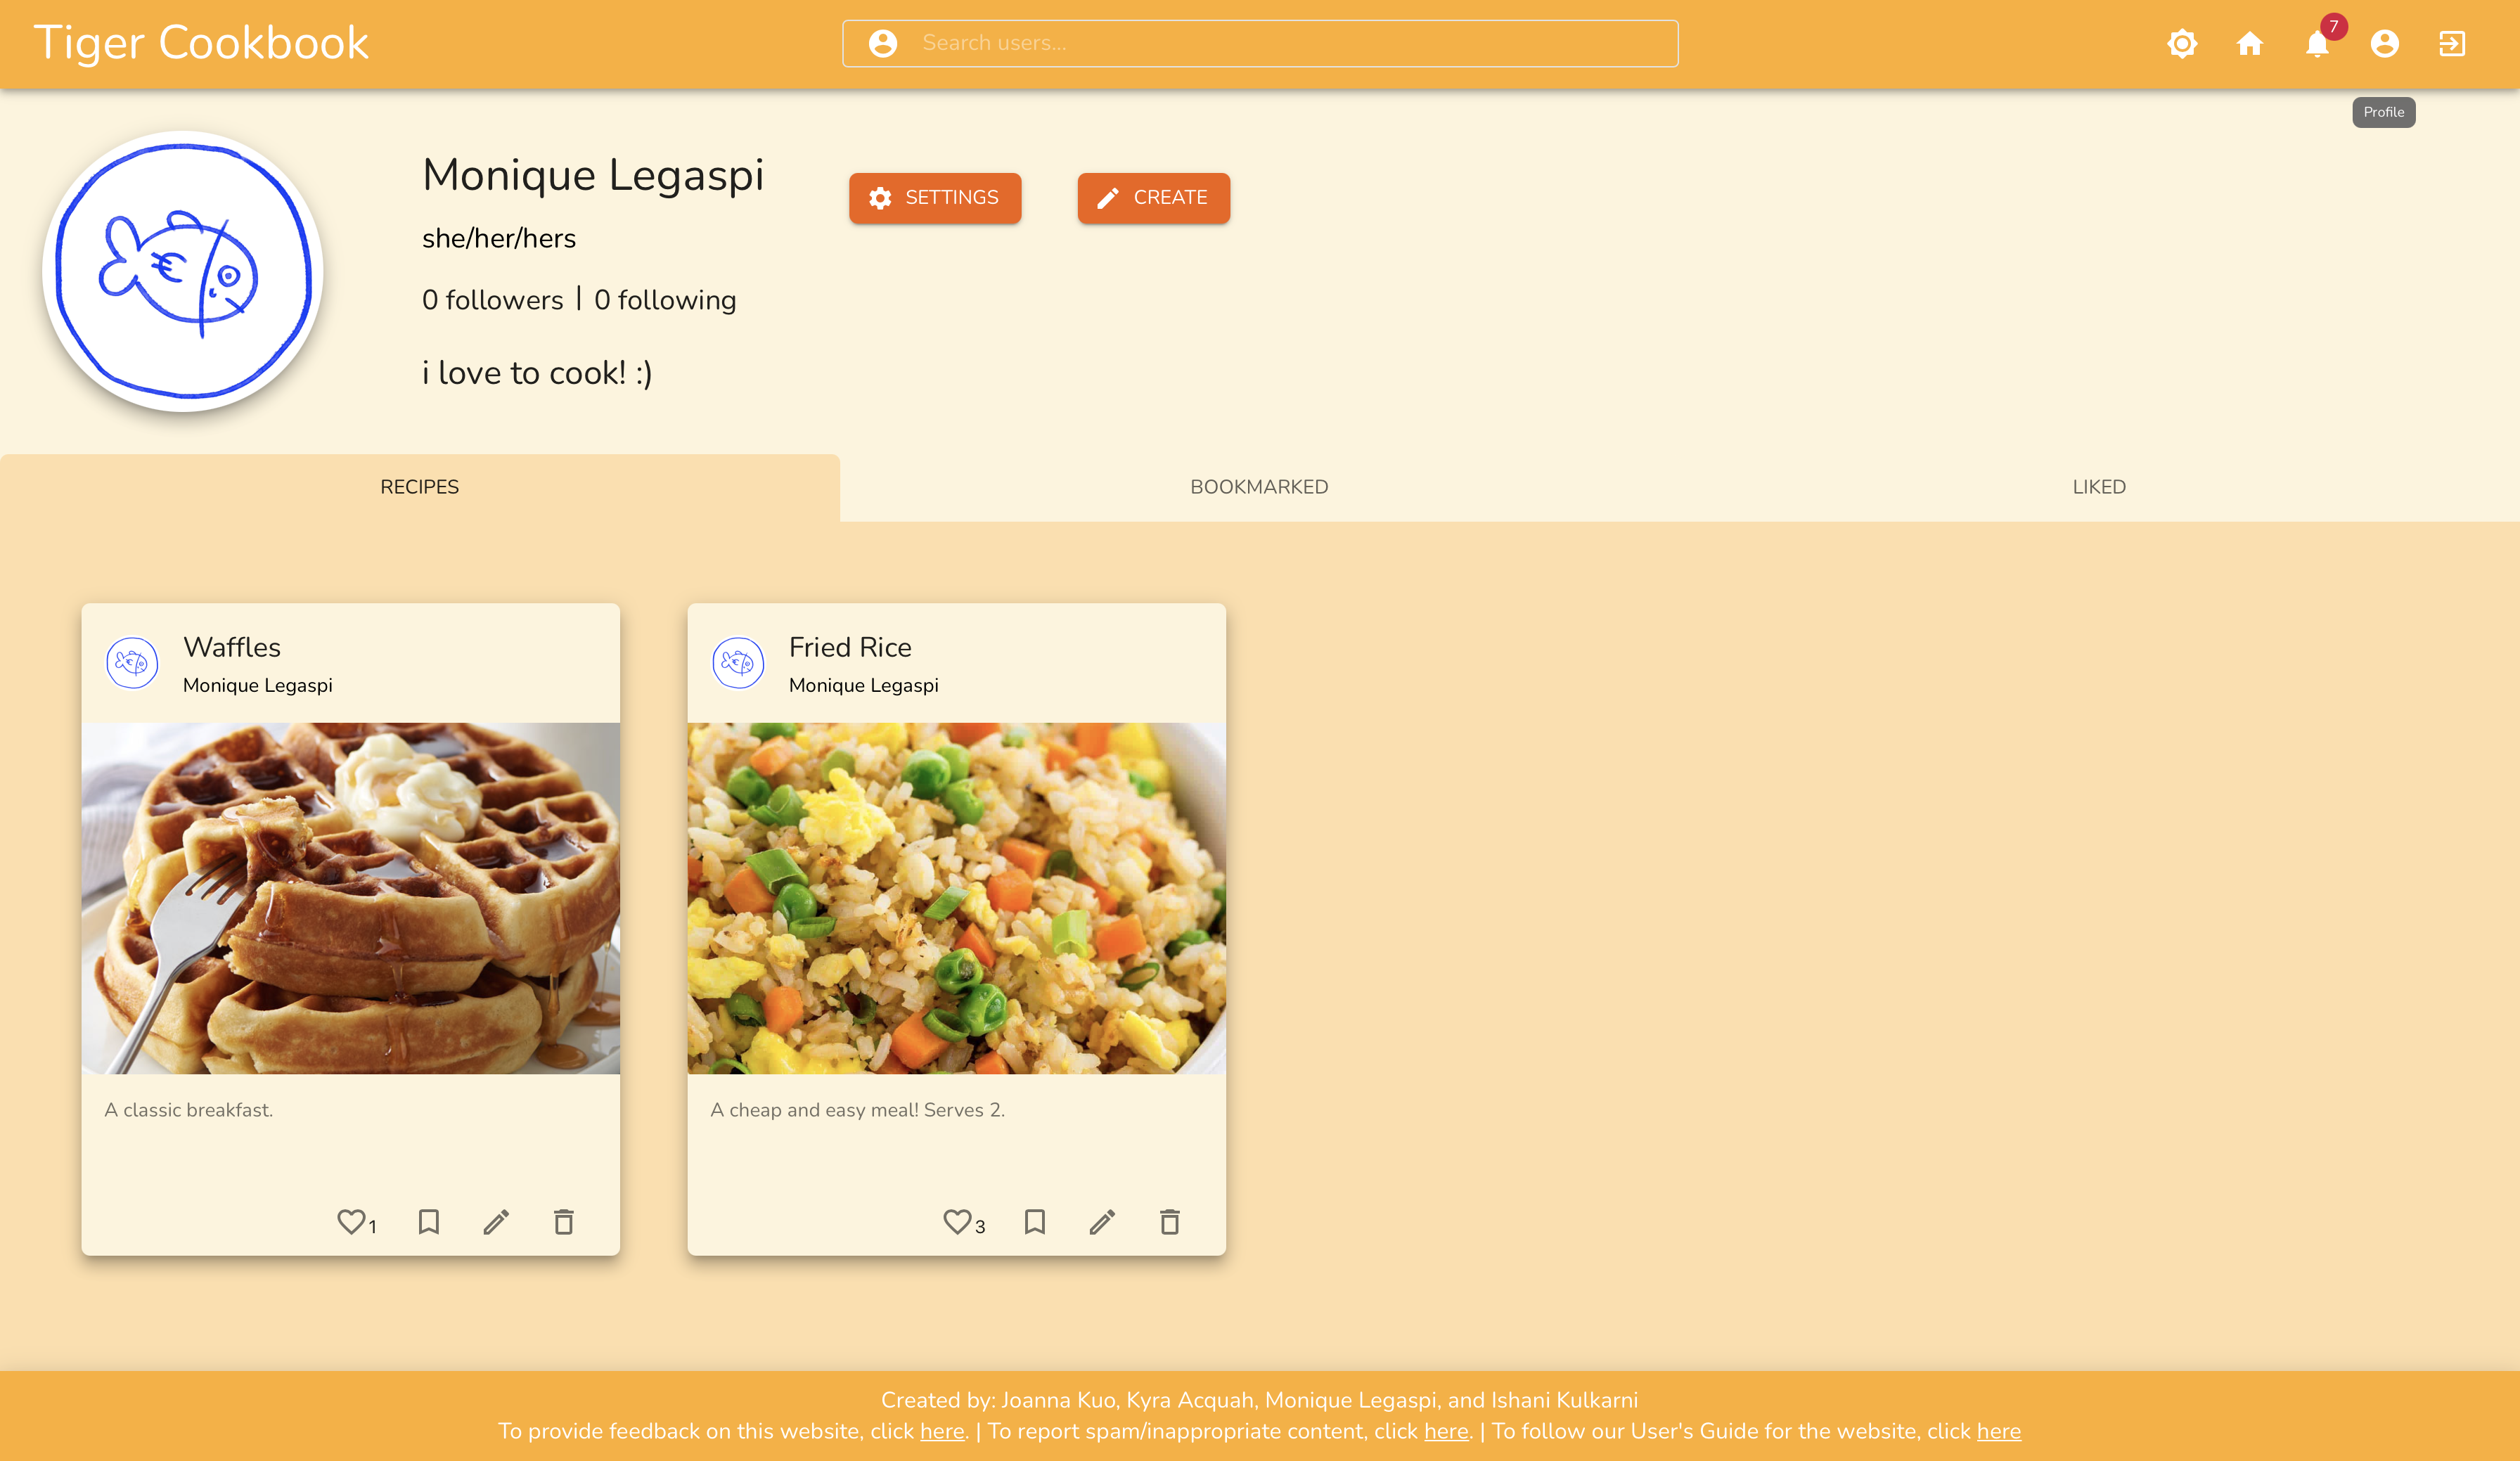 Tiger Cookbook
Search users...
7
Profile
Monique Legaspi
SETTINGS
CREATE
she/her/hers
0 followers | 0 following
i love to cook! :)
RECIPES
BOOKMARKED
LIKED
Waffles
Monique Legaspi
A classic breakfast.
1
Fried Rice
Monique Legaspi
A cheap and easy meal! Serves 2.
3
Created by: Joanna Kuo, Kyra Acquah, Monique Legaspi, and Ishani Kulkarni
To provide feedback on this website, click here. | To report spam/inappropriate content, click here. | To follow our User's Guide for the website, click here